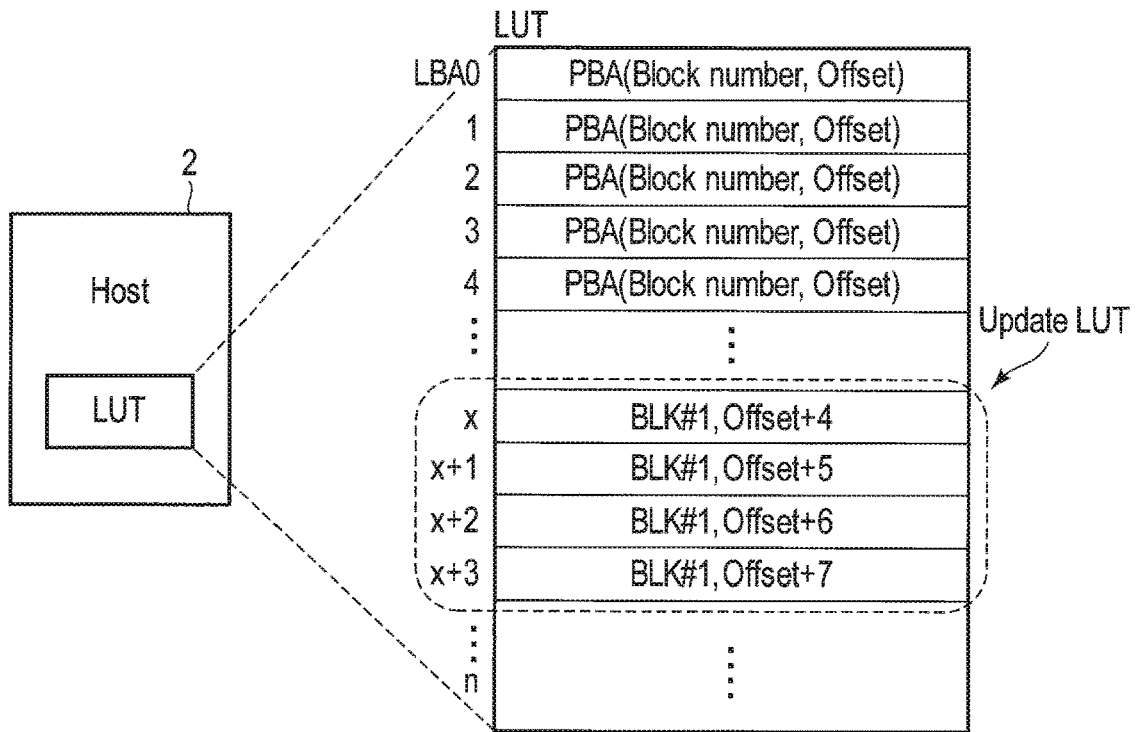 LUT
LBA0 PBA(Block number, Offset)
1 PBA(Block number, Offset)
2 PBA(Block number, Offset)
2
3 PBA(Block number, Offset)
Host
4 PBA(Block number, Offset)
Update LUT
LUT
x BLK#1,Offset+4
x+1 BLK#1,Offset+5
x+2 BLK#1,Offset+6
x+3 BLK#1,Offset+7
n